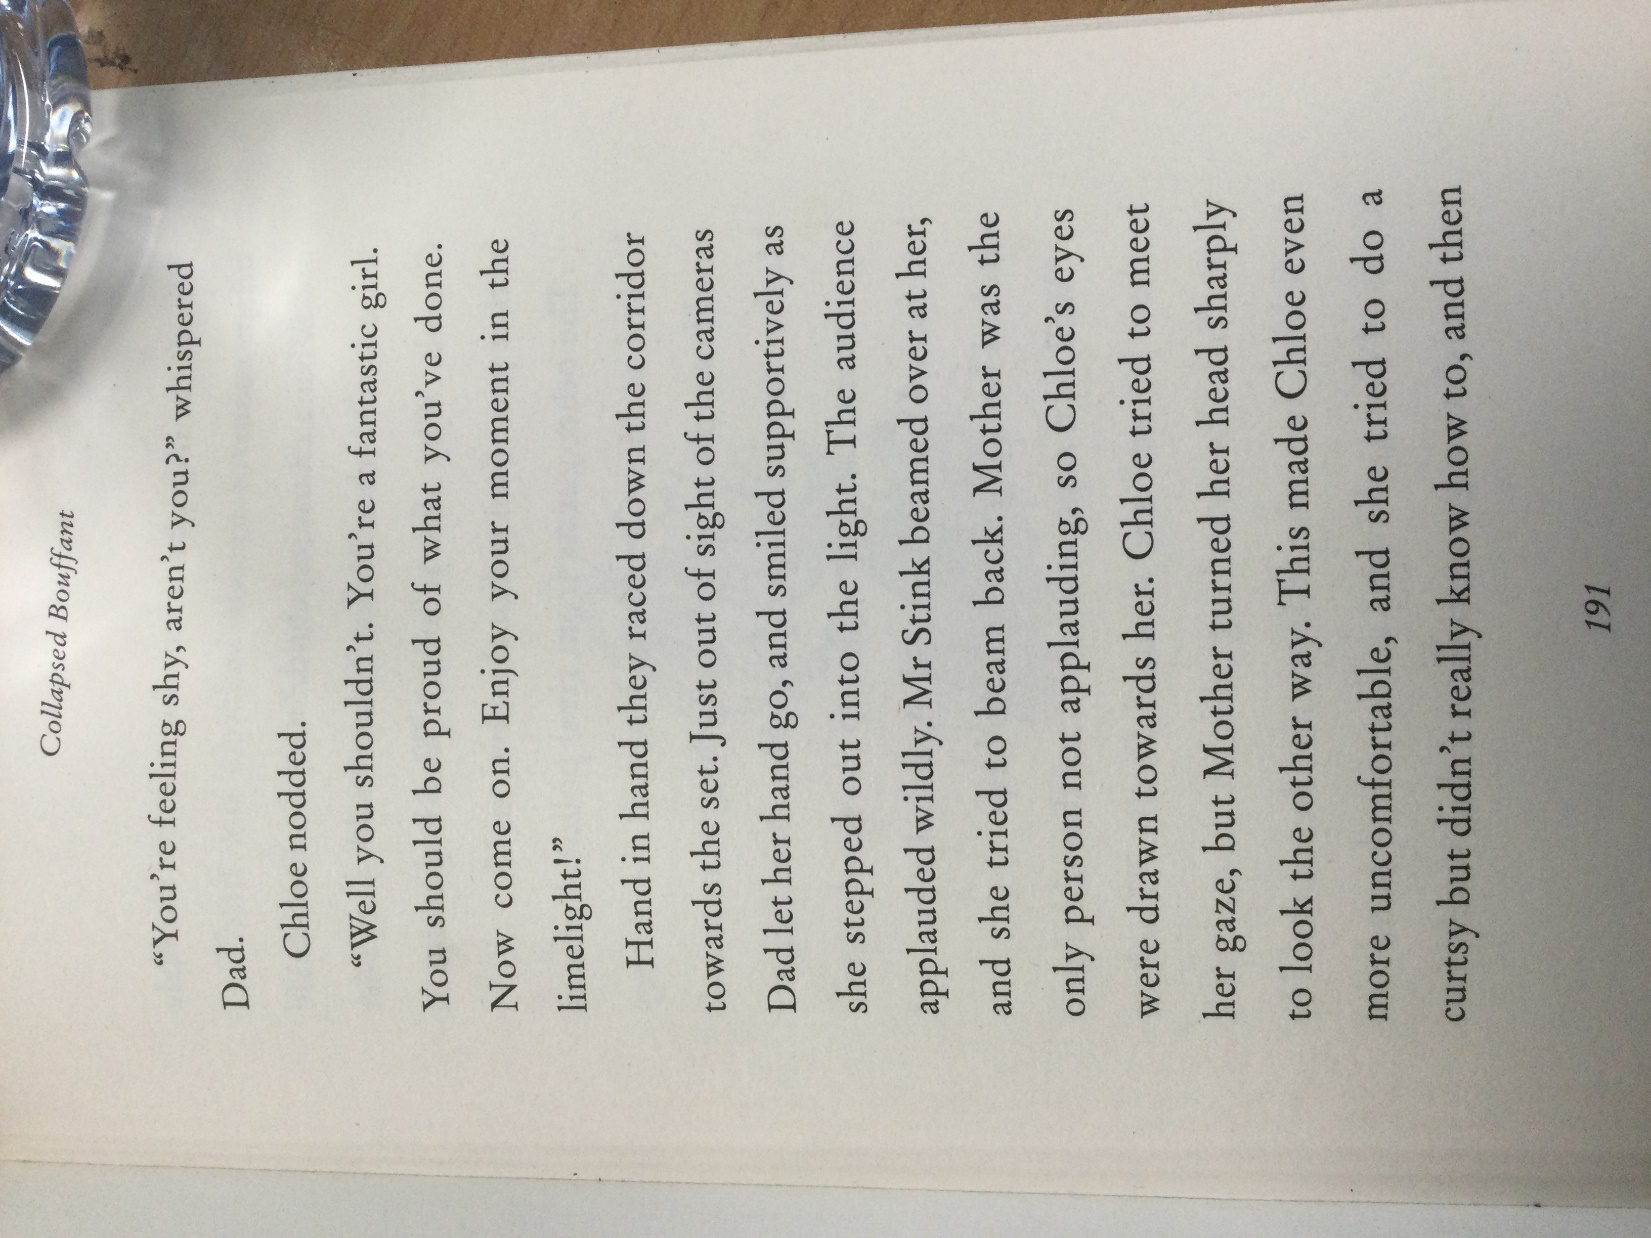 Collapsed Bouffant
“You’re feeling shy, aren’t you?” whispered
Dad.
Chloe nodded.
“Well you shouldn’t. You’re a fantastic girl.
You should be proud of what you’ve done.
Now come on. Enjoy your moment in the
limelight!”
Hand in hand they raced down the corridor
towards the set. Just out of sight of the cameras
Dad let her hand go, and smiled supportively as
she stepped out into the light. The audience
applauded wildly. Mr Stink beamed over at her,
and she tried to beam back. Mother was the
only person not applauding, so Chloe’s eyes
were drawn towards her. Chloe tried to meet
her gaze, but Mother turned her head sharply
to look the other way. This made Chloe even
more uncomfortable, and she tried to do a
curtsy but didn’t really know how to, and then
191